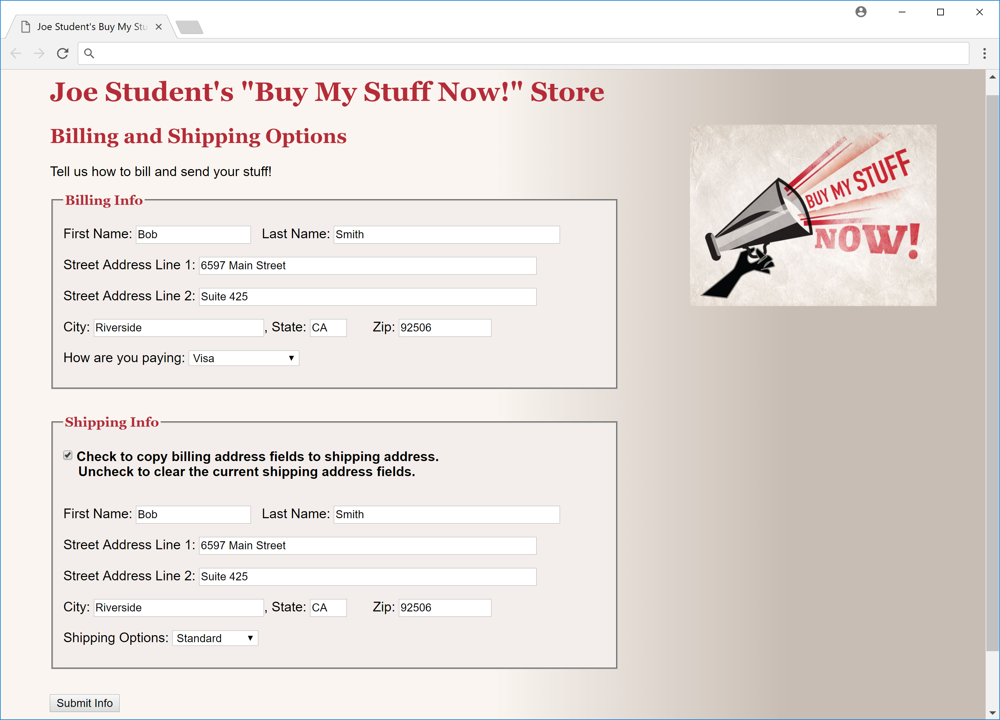 Joe Student's Buy My Stu
Joe Student's "Buy My Stuff Now!" Store
Billing and Shipping Options
Tell us how to bill and send your stuff!
BUY MY STUFF
NOW!
Billing Info
First Name: Bob Last Name: Smith
Street Address Line 1: 6597 Main Street
Street Address Line 2: Suite 425
City: Riverside , State: CA Zip: 92506
How are you paying: Visa
Shipping Info
Check to copy billing address fields to shipping address.
Uncheck to clear the current shipping address fields.
First Name: Bob Last Name: Smith
Street Address Line 1: 6597 Main Street
Street Address Line 2: Suite 425
City: Riverside , State: CA Zip: 92506
Shipping Options: Standard
Submit Info